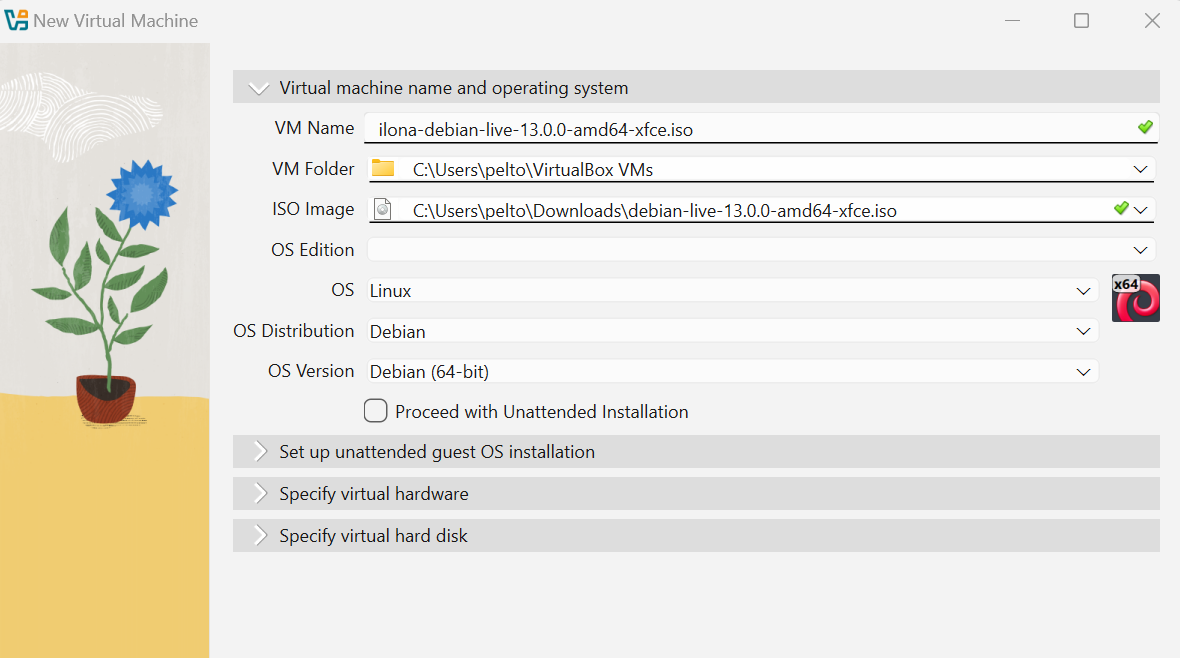 New Virtual Machine
Virtual machine name and operating system
VM Name ilona-debian-live-13.0.0-amd64-xfce.iso
VM Folder C:\Users\pelto\VirtualBox VMs
ISO Image C:\Users\pelto\Downloads\debian-live-13.0.0-amd64-xfce.iso
OS Edition
OS Linux
x64
OS Distribution Debian
OS Version Debian (64-bit)
Proceed with Unattended Installation
Set up unattended guest OS installation
Specify virtual hardware
Specify virtual hard disk